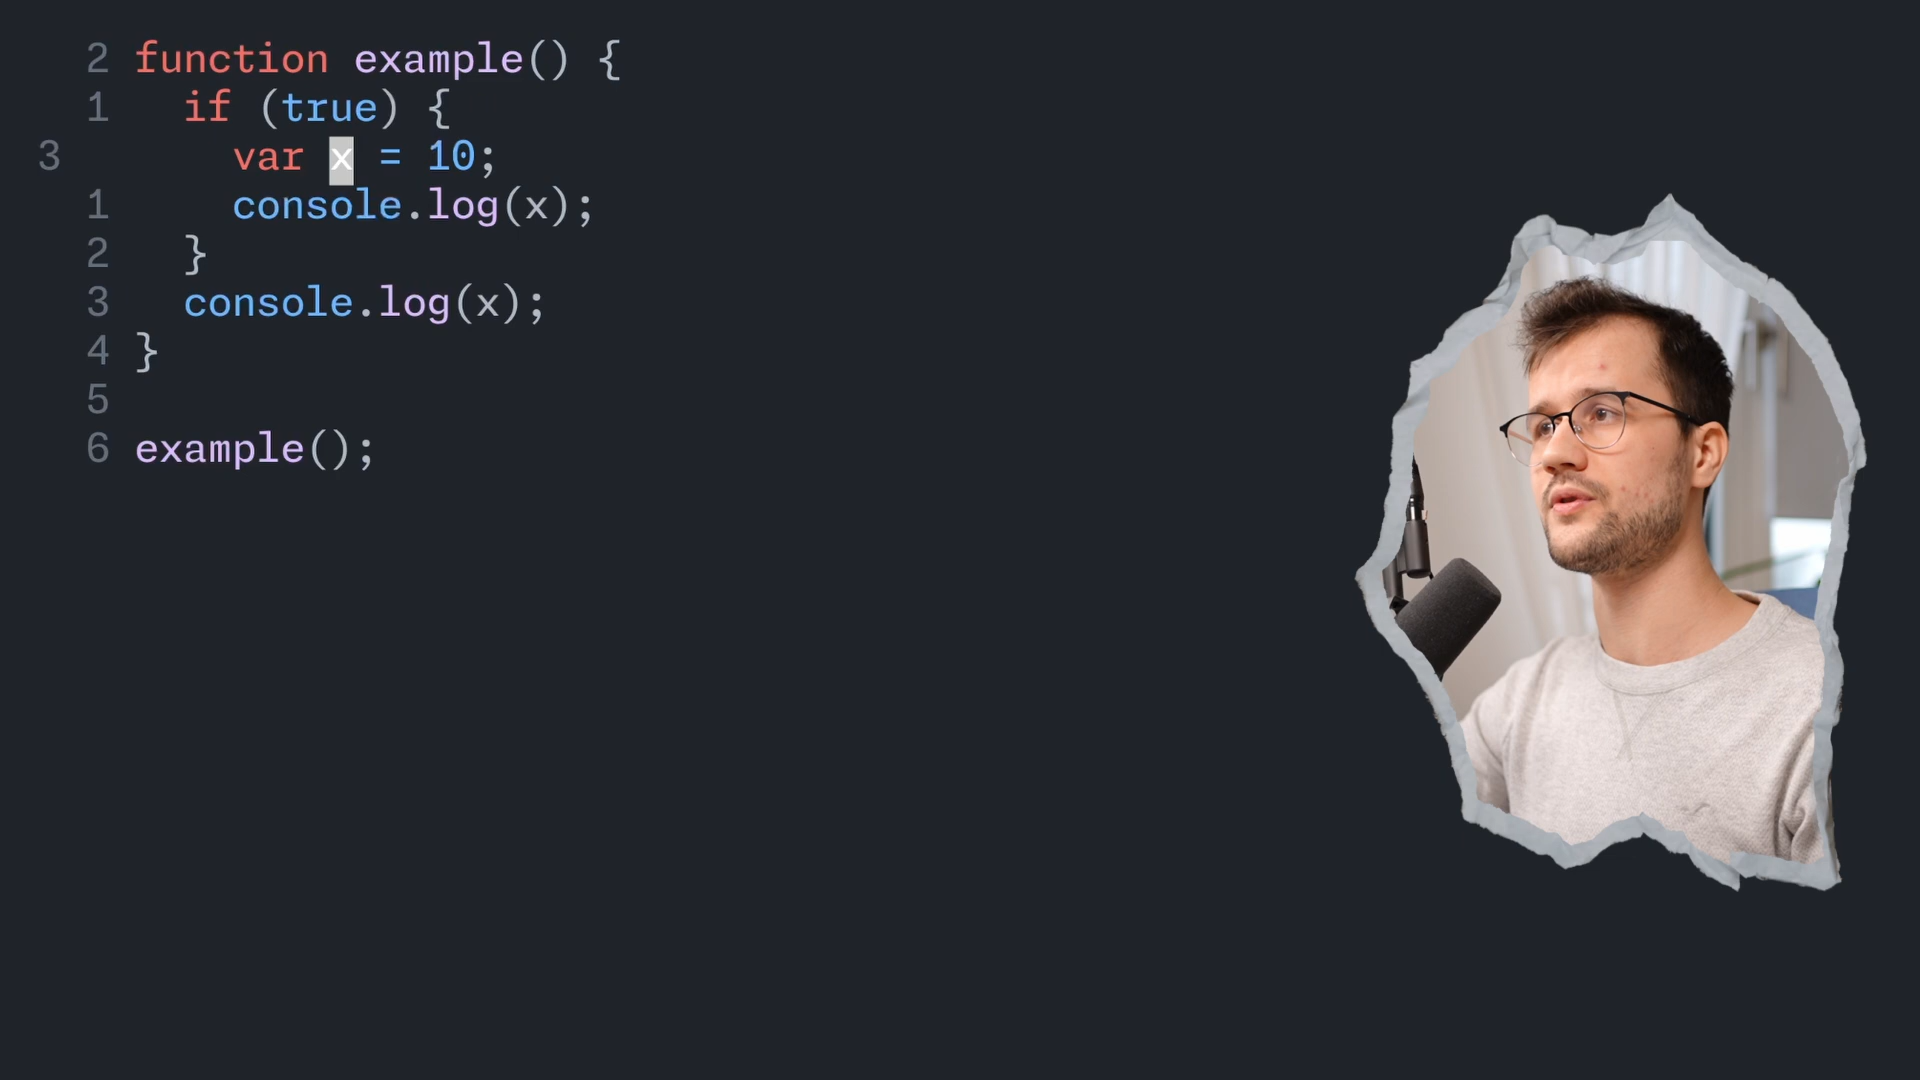 2 function example() {
1   if (true) {
3     var x = 10;
1     console.log(x);
2   }
3   console.log(x);
4 }
5
6 example();